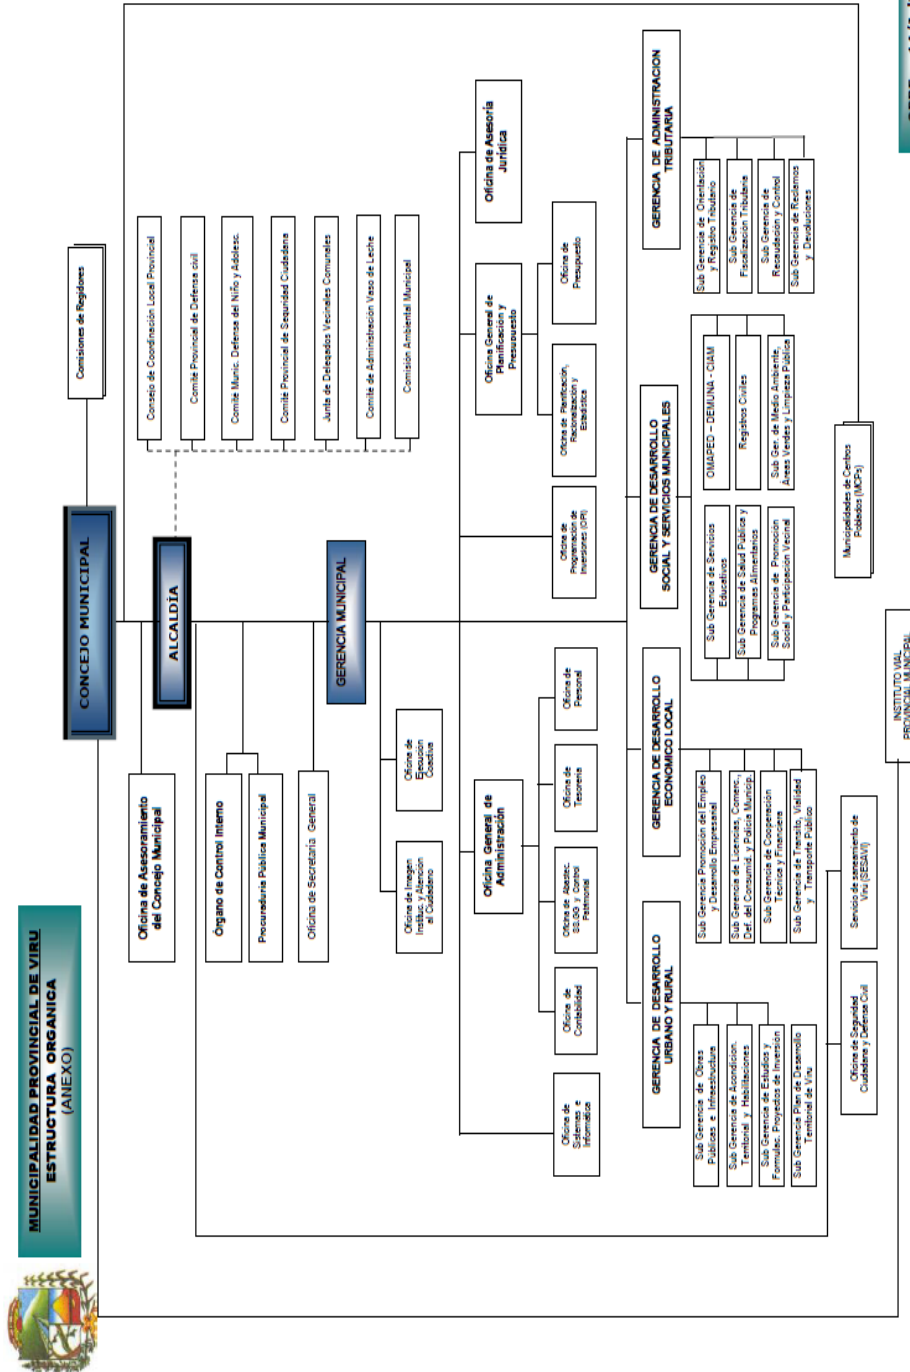 MUNICIPALIDAD PROVINCIAL DE VIRU
ESTRUCTURA ORGANICA
(ANEXO)
CONCEJO MUNICIPAL
Comisiones de Regidores
ALCALDÍA
Oficina de Asesoramiento
del Concejo Municipal
Órgano de Control Interno
Procuraduría Pública Municipal
Oficina de Secretaria General
Consejo de Coordinación Local Provincial
Comité Provincial de Defensa civil
Comité Munic. Defensa del Niño y Adolesc.
Comité Provincial de Seguridad Ciudadana
Junta de Delegados Vecinales Comunales
Comité de Administración Vaso de Leche
Comisión Ambiental Municipal
GERENCIA MUNICIPAL
Oficina de Imagen
Instituc. y Atención
al Ciudadano
Oficina de
Ejecución
Coactiva
Oficina General de
Administración
Oficina General de
Planificación y
Presupuesto
Oficina de Asesoría
Jurídica
Oficina de
Sistemas e
Informática
Oficina de
Contabilidad
Oficina de Abastec.
SS.GG y Control
Patrimonial
Oficina de
Tesorería
Oficina de
Personal
Oficina de
Programación de
Inversiones (OPI)
Oficina de Planificación,
Racionalización y
Estadística
Oficina de
Presupuesto
GERENCIA DE DESARROLLO
URBANO Y RURAL
GERENCIA DE DESARROLLO
ECONOMICO LOCAL
GERENCIA DE DESARROLLO
SOCIAL Y SERVICIOS MUNICIPALES
GERENCIA DE ADMINISTRACION
TRIBUTARIA
Sub Gerencia de Obras
Públicas e Infraestructura
Sub Gerencia de Acondicion.
Territorial y Habilitaciones
Sub Gerencia de Estudios y
Formulac. Proyectos de Inversión
Sub Gerencia Plan de Desarrollo
Territorial de Viru
Sub Gerencia Promoción del Empleo
y Desarrollo Empresarial
Sub Gerencia de Licencias, Comerc.,
Def. del Consumid. y Policía Municip.
Sub Gerencia de Cooperación
Técnica y Financiera
Sub Gerencia de Transito, Vialidad
y Transporte Público
Sub Gerencia de Servicios
Educativos
Sub Gerencia de Salud Pública y
Programas Alimentarios
Sub Gerencia de Promoción
Social y Participación Vecinal
OMAPED – DEMUNA - CIAM
Registros Civiles
Sub Ger. de Medio Ambiente,
Áreas Verdes y Limpieza Pública
Sub Gerencia de Orientación
y Registro Tributario
Sub Gerencia de
Fiscalización Tributaria
Sub Gerencia de
Recaudación y Control
Sub Gerencia de Reclamos
y Devoluciones
Oficina de Seguridad
Ciudadana y Defensa Civil
Servicio de saneamiento de
Virú (SESAVI)
Municipalidades de Centros
Poblados (MCPs)
INSTITUTO VIAL
PROVINCIAL MUNICIPAL